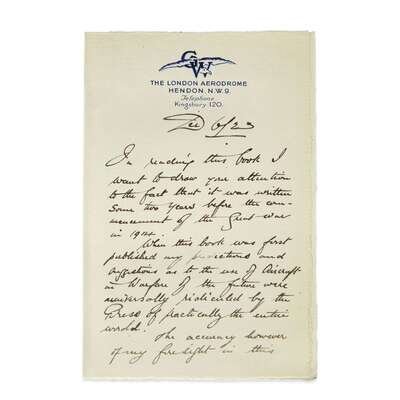 GWV
THE LONDON AERODROME
HENDON. N.W.9.
Telephone
Kingsbury 120.
Dec 6/23
In reading this book I
want to draw your attention
to the fact that it was written
some two years before the com-
mencement of the Great war
in 1914.
When this book was first
published my predictions and
suggestions as to the use of Aircraft
in Warfare of the future were
universally ridiculed by the
Press of practically the entire
world. The accuracy however
of my foresight in this